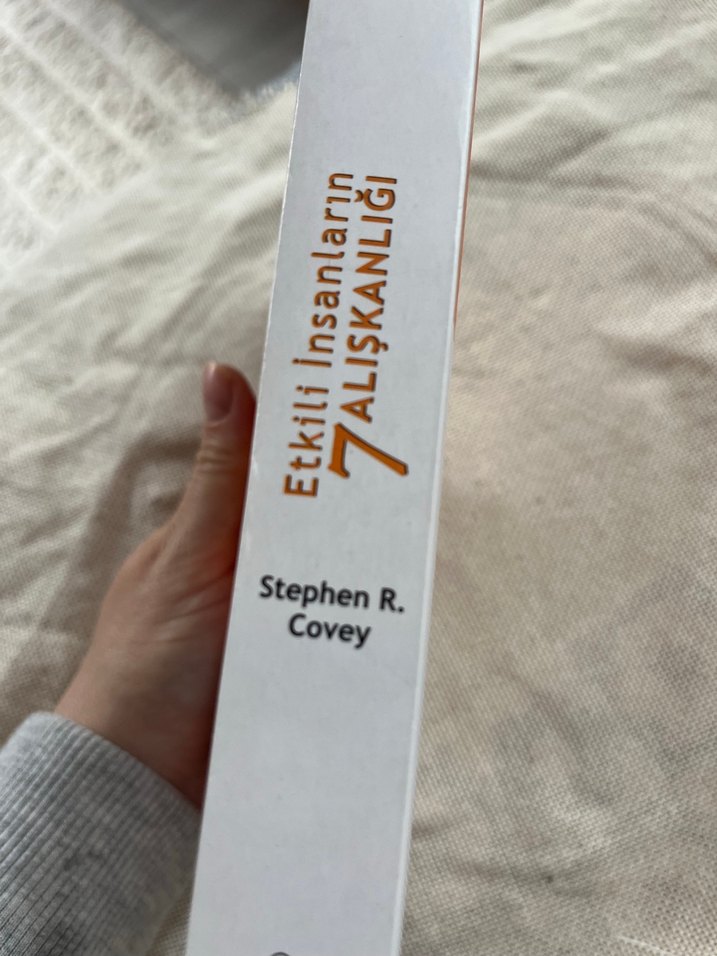 Etkili İnsanların
7 ALIŞKANLIĞI
Stephen R.
Covey